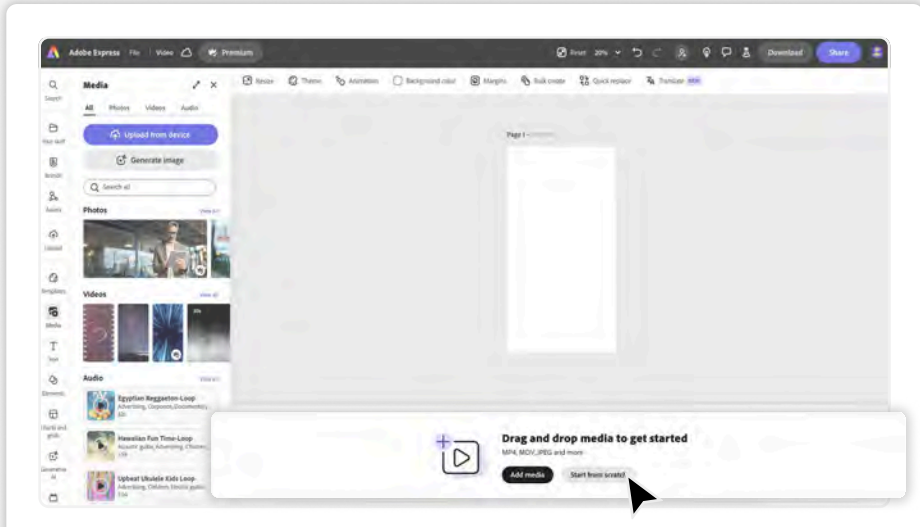 Adobe Express File Video Premium
Reset 20% Download Share
Search
Your stuff
Brands
Upload
Templates
Media
Text
Elements
Charts and
grids
Generative
AI
Media
All Photos Videos Audio
Upload from device
Generate image
Search all
Photos View all
Videos View all
Audio View all
Egyptian Reggaeton Loop
Hawaiian Fun Time-Loop
Upbeat Ukulele Kids Loop
Resize Theme Animation Background color Margins Bulk create Quick replace Translate NEW
Page 1
Drag and drop media to get started
MP4, MOV, JPEG and more
Add media Start from scratch